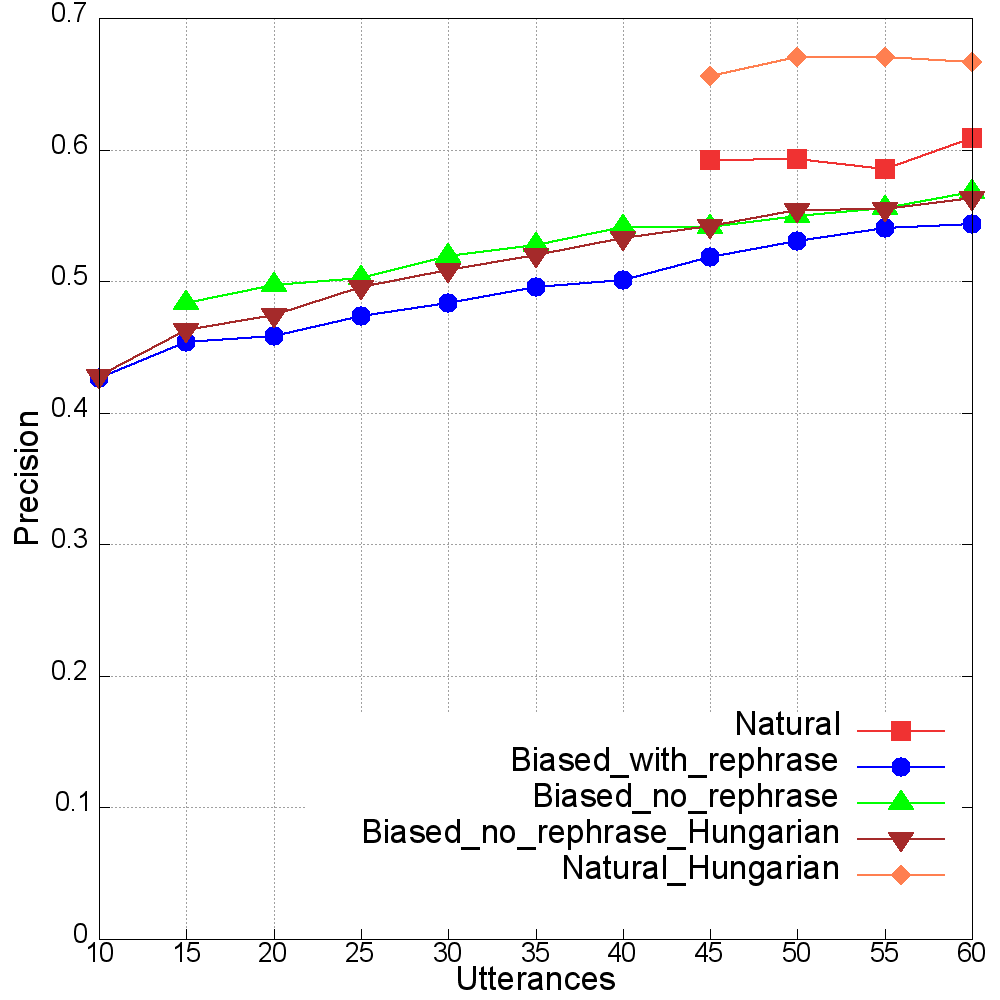 0.7
0.6
0.5
0.4
0.3
0.2
0.1
0
Precision
Natural
Biased_with_rephrase
Biased_no_rephrase
Biased_no_rephrase_Hungarian
Natural_Hungarian
10 15 20 25 30 35 40 45 50 55 60
Utterances